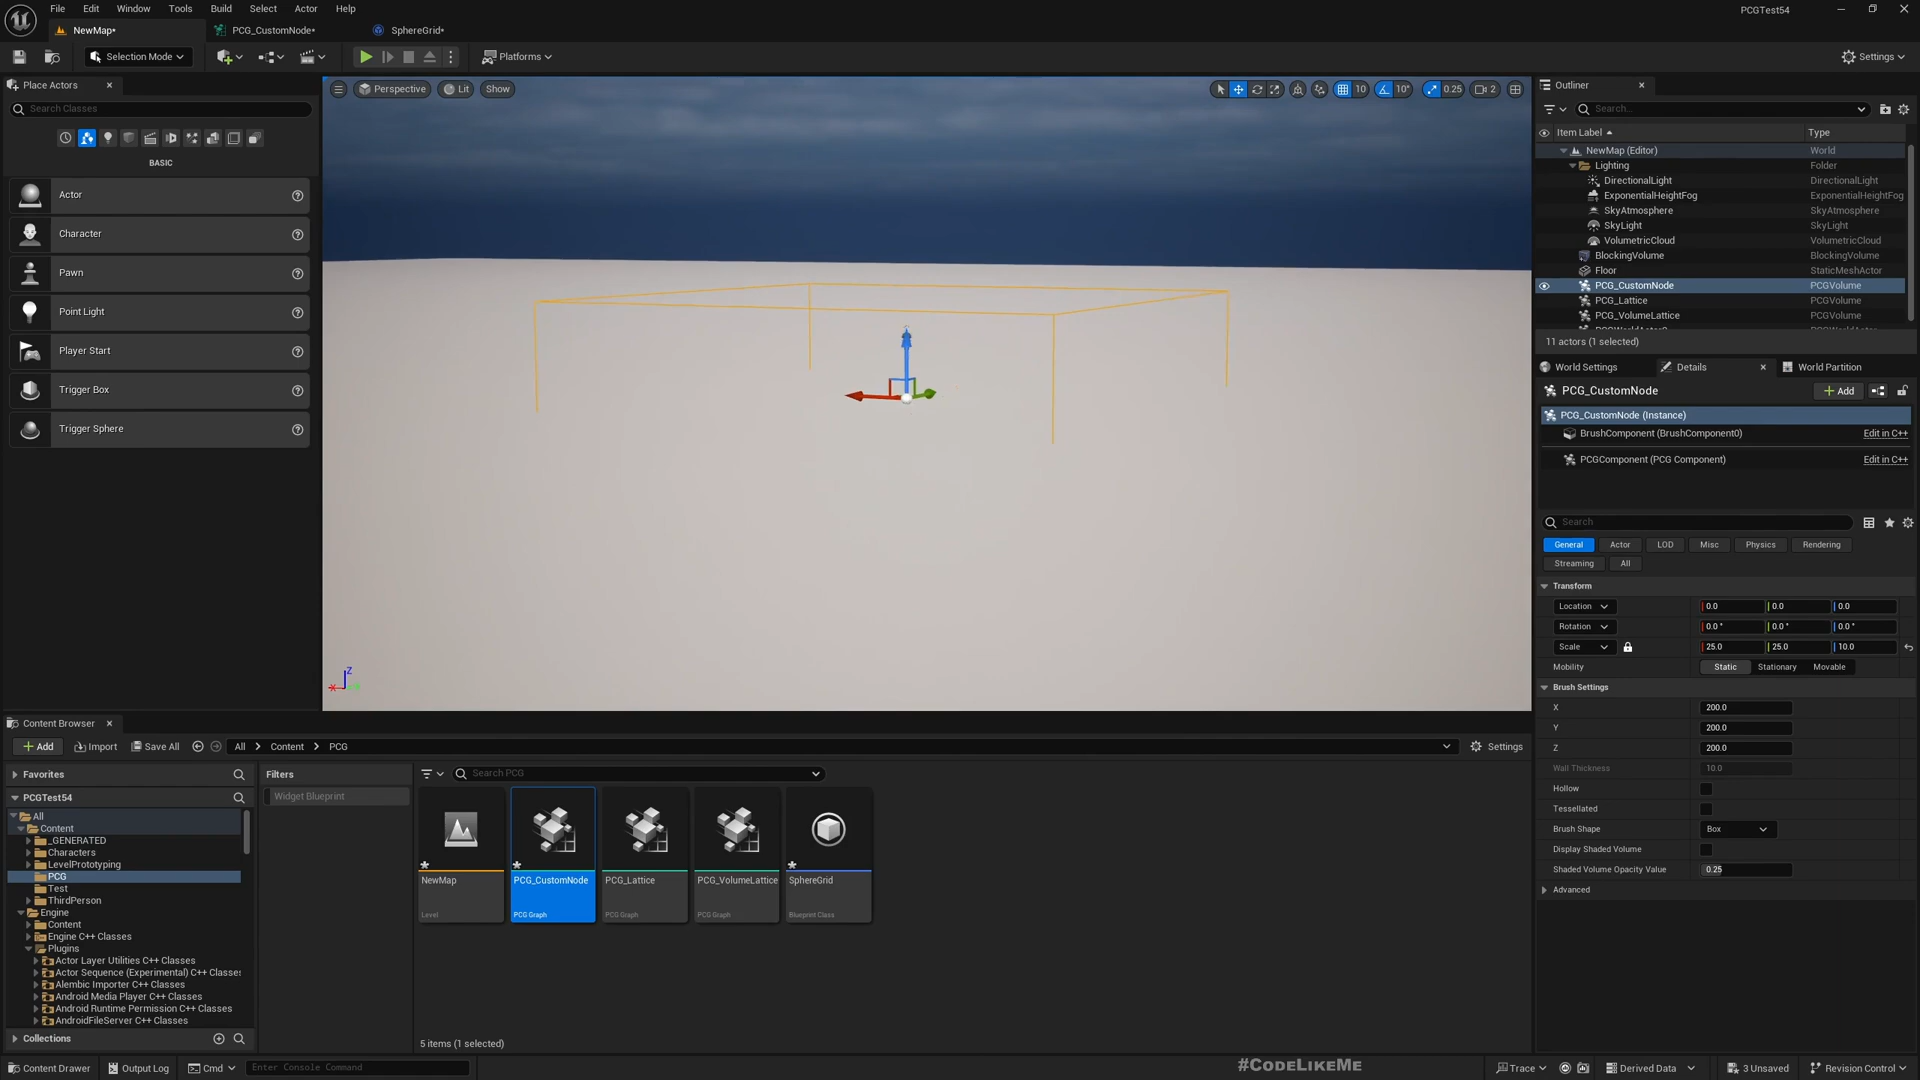 File Edit Window Tools Build Select Actor Help
PCGTest54
NewMap* PCG_CustomNode* SphereGrid*
Selection Mode Platforms Settings
Place Actors
Search Classes
BASIC
Actor
Character
Pawn
Point Light
Player Start
Trigger Box
Trigger Sphere
Perspective Lit Show 10 10° 0.25 2
Z
X
Outliner
Search...
Item Label Type
NewMap (Editor) World
Lighting Folder
DirectionalLight DirectionalLight
ExponentialHeightFog ExponentialHeightFog
SkyAtmosphere SkyAtmosphere
SkyLight SkyLight
VolumetricCloud VolumetricCloud
BlockingVolume BlockingVolume
Floor StaticMeshActor
PCG_CustomNode PCGVolume
PCG_Lattice PCGVolume
PCG_VolumeLattice PCGVolume
11 actors (1 selected)
World Settings Details World Partition
PCG_CustomNode Add
PCG_CustomNode (Instance)
BrushComponent (BrushComponent0) Edit in C++
PCGComponent (PCG Component) Edit in C++
Search
General Actor LOD Misc Physics Rendering
Streaming All
Transform
Location 0.0 0.0 0.0
Rotation 0.0 ° 0.0 ° 0.0 °
Scale 25.0 25.0 10.0
Mobility Static Stationary Movable
Brush Settings
X 200.0
Y 200.0
Z 200.0
Wall Thickness 10.0
Hollow
Tessellated
Brush Shape Box
Display Shaded Volume
Shaded Volume Opacity Value 0.25
Advanced
Content Browser
Add Import Save All All Content PCG Settings
Favorites
PCGTest54
All
Content
_GENERATED
Characters
LevelPrototyping
PCG
Test
ThirdPerson
Engine
Content
Engine C++ Classes
Plugins
Actor Layer Utilities C++ Classes
Actor Sequence (Experimental) C++ Classes
Alembic Importer C++ Classes
Android Media Player C++ Classes
Android Runtime Permission C++ Classes
AndroidFileServer C++ Classes
Collections
Filters
Widget Blueprint
Search PCG
NewMap PCG_CustomNode PCG_Lattice PCG_VolumeLattice SphereGrid
Level PCG Graph PCG Graph PCG Graph Blueprint Class
5 items (1 selected)
#CodeLikeMe
Content Drawer Output Log Cmd Enter Console Command Trace Derived Data 3 Unsaved Revision Control